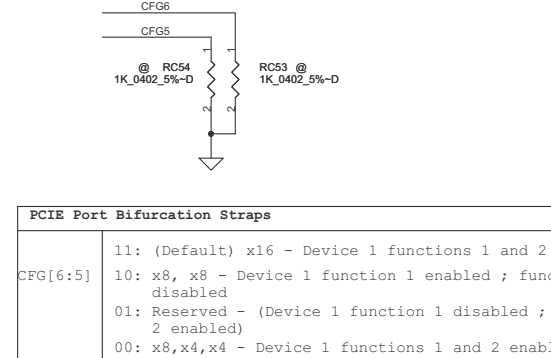 CFG6
CFG5
1
1
@ RC54
1K_0402_5%~D
RC53 @
1K_0402_5%~D
2
2
PCIE Port Bifurcation Straps
CFG[6:5]
11: (Default) x16 - Device 1 functions 1 and 2
10: x8, x8 - Device 1 function 1 enabled ; func
disabled
01: Reserved - (Device 1 function 1 disabled ;
2 enabled)
00: x8,x4,x4 - Device 1 functions 1 and 2 enabl